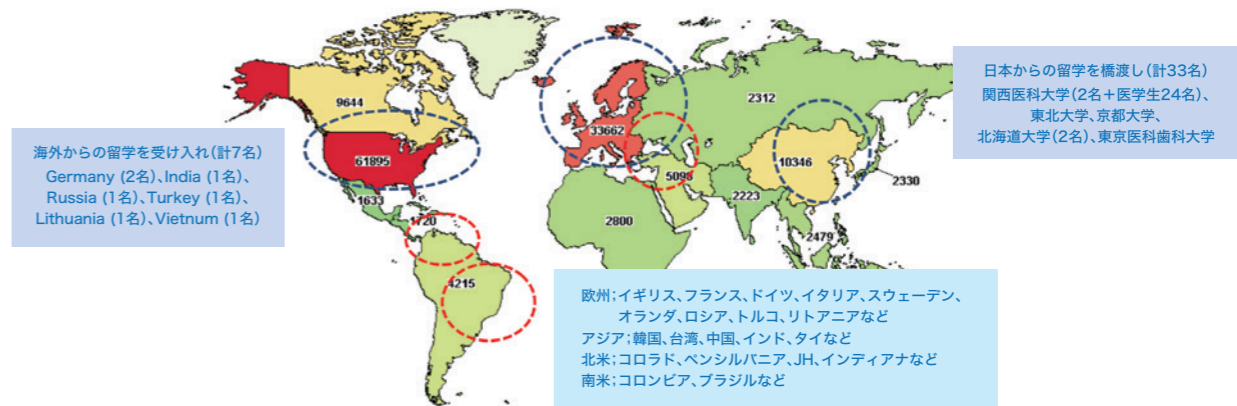 9644
61895
1633
1720
4215
33662
5098
2800
2312
10346
2330
2223
2479
海外からの留学を受け入れ(計7名)
Germany (2名)、India (1名)、
Russia (1名)、Turkey (1名)、
Lithuania (1名)、Vietnum (1名)
日本からの留学を橋渡し(計33名)
関西医科大学(2名+医学生24名)、
東北大学、京都大学、
北海道大学(2名)、東京医科歯科大学
欧州;イギリス、フランス、ドイツ、イタリア、スウェーデン、
オランダ、ロシア、トルコ、リトアニアなど
アジア;韓国、台湾、中国、インド、タイなど
北米;コロラド、ペンシルバニア、JH、インディアナなど
南米;コロンビア、ブラジルなど